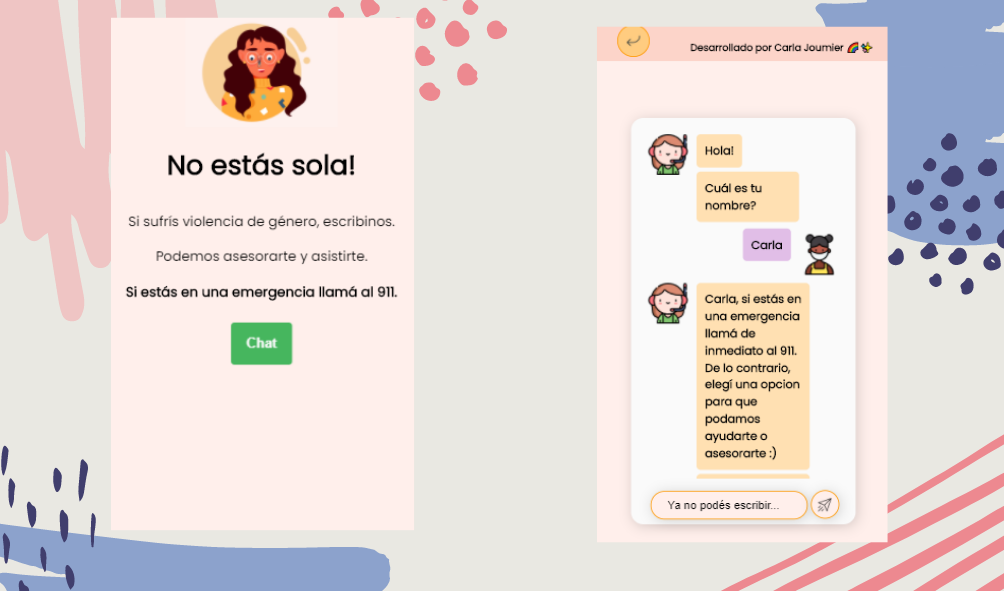 No estás sola!
Si sufrís violencia de género, escribinos.
Podemos asesorarte y asistirte.
Si estás en una emergencia llamá al 911.
Chat
Desarrollado por Carla Journier 🌈✨
Hola!
Cuál es tu
nombre?
Carla
Carla, si estás en
una emergencia
llamá de
inmediato al 911.
De lo contrario,
elegí una opcion
para que
podamos
ayudarte o
asesorarte :)
Ya no podés escribir...